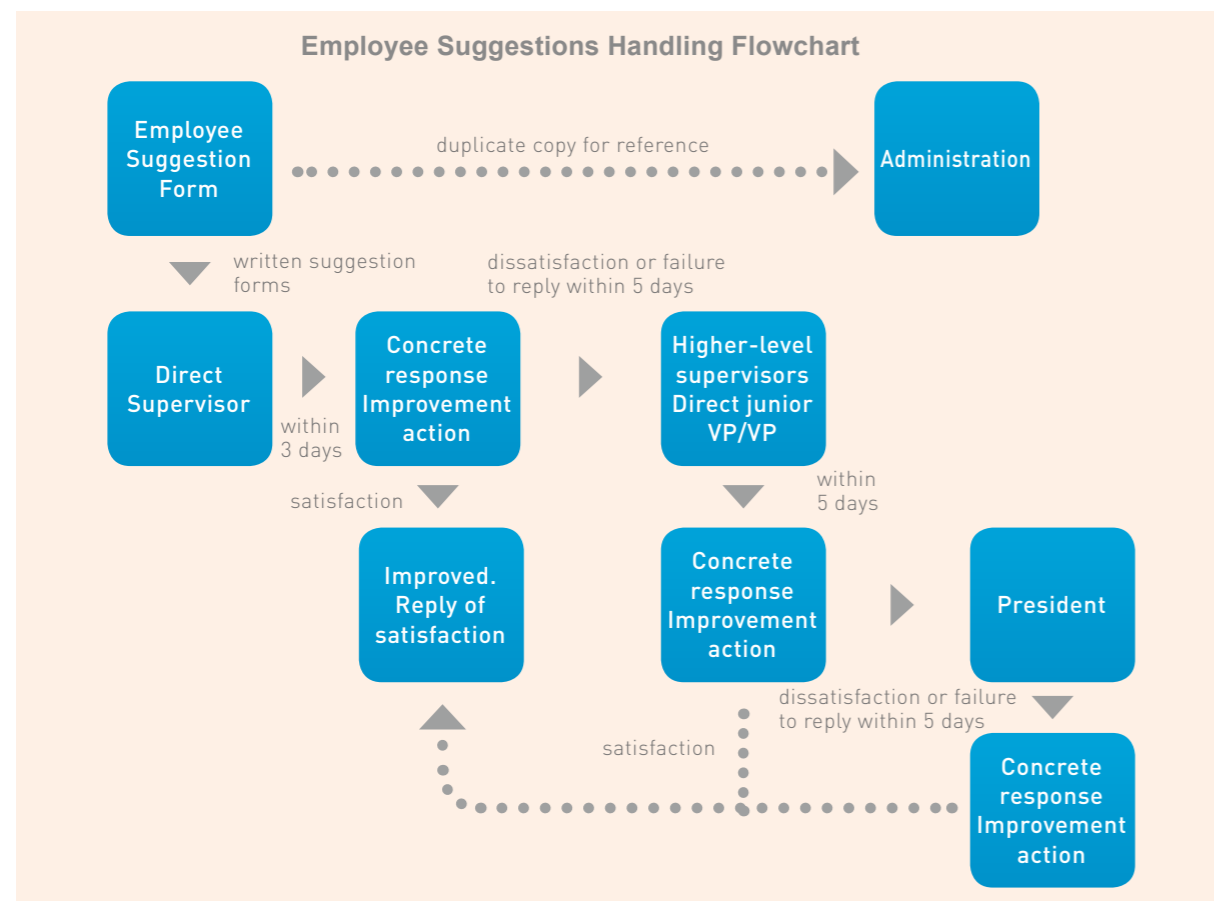 Employee Suggestions Handling Flowchart
Employee
Suggestion
Form
duplicate copy for reference
Administration
written suggestion
forms
dissatisfaction or failure
to reply within 5 days
Direct
Supervisor
within
3 days
Concrete
response
Improvement
action
Higher-level
supervisors
Direct junior
VP/VP
satisfaction
within
5 days
Improved.
Reply of
satisfaction
Concrete
response
Improvement
action
President
dissatisfaction or failure
to reply within 5 days
satisfaction
Concrete
response
Improvement
action